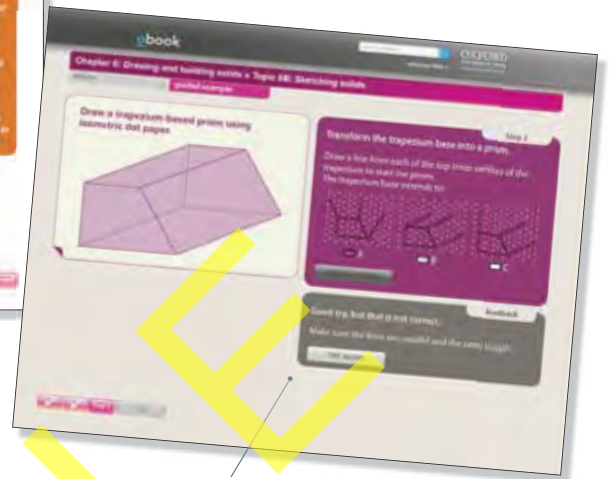 ebook
OXFORD
Chapter 6: Drawing and building solids Topic 6E: Sketching solids
guided example
Draw a trapezium-based prism using
isometric dot paper
Step 2
Transform the trapezium base into a prism.
Draw a line from each of the top three vertices of the
trapezium to start the prism.
The trapezium base extends to:
A
B
C
Feedback
Good try, but that is not correct.
Make sure the lines are parallel and the same length.
TRY AGAIN